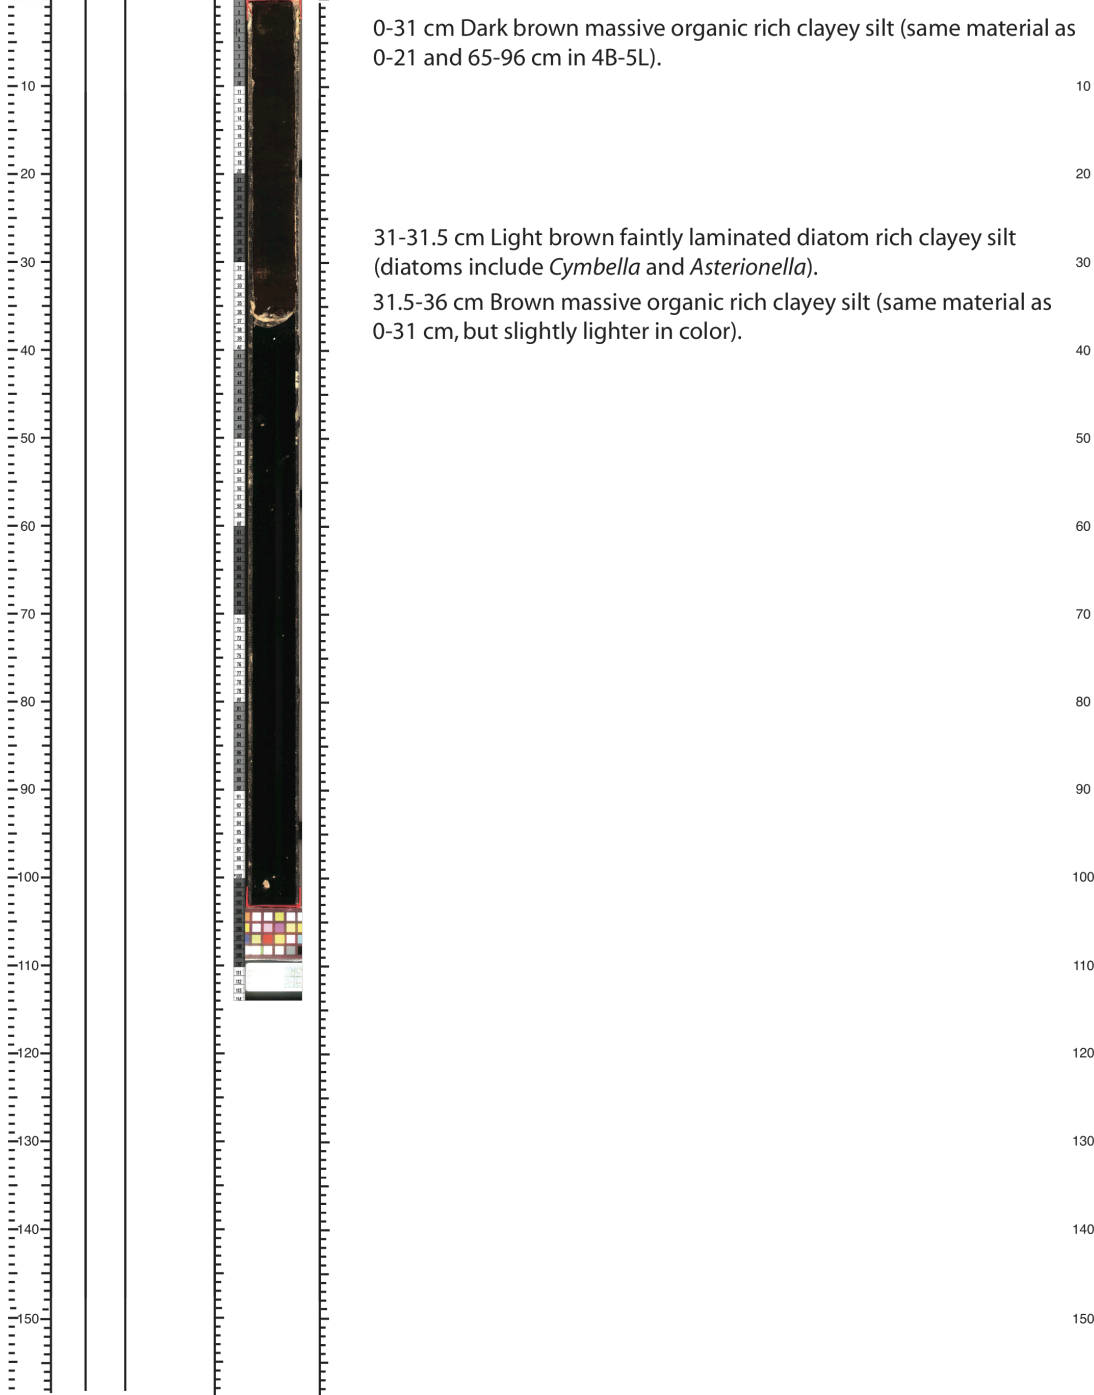 0-31 cm Dark brown massive organic rich clayey silt (same material as
0-21 and 65-96 cm in 4B-5L).
10 10
20 20
31-31.5 cm Light brown faintly laminated diatom rich clayey silt
30 (diatoms include Cymbella and Asterionella). 30
31.5-36 cm Brown massive organic rich clayey silt (same material as
0-31 cm, but slightly lighter in color).
40 40
50 50
60 60
70 70
80 80
90 90
100 100
110 110
120 120
130 130
140 140
150 150